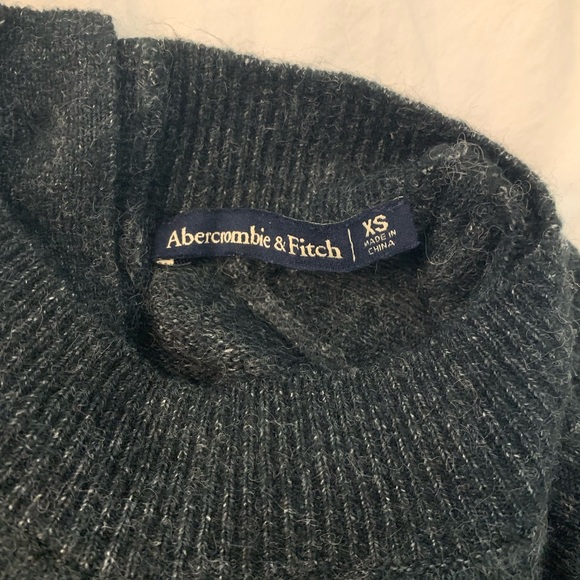 Abercrombie & Fitch
XS
MADE IN
CHINA